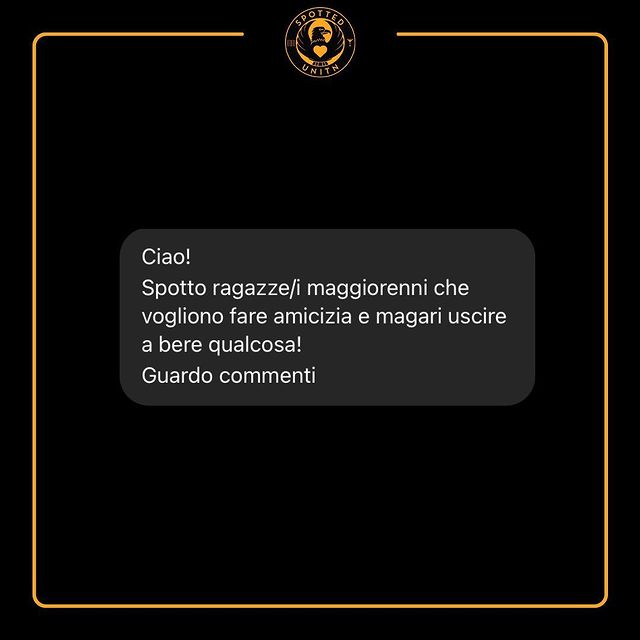 SPOTTED
UNITN
Ciao!
Spotto ragazze/i maggiorenni che
vogliono fare amicizia e magari uscire
a bere qualcosa!
Guardo commenti